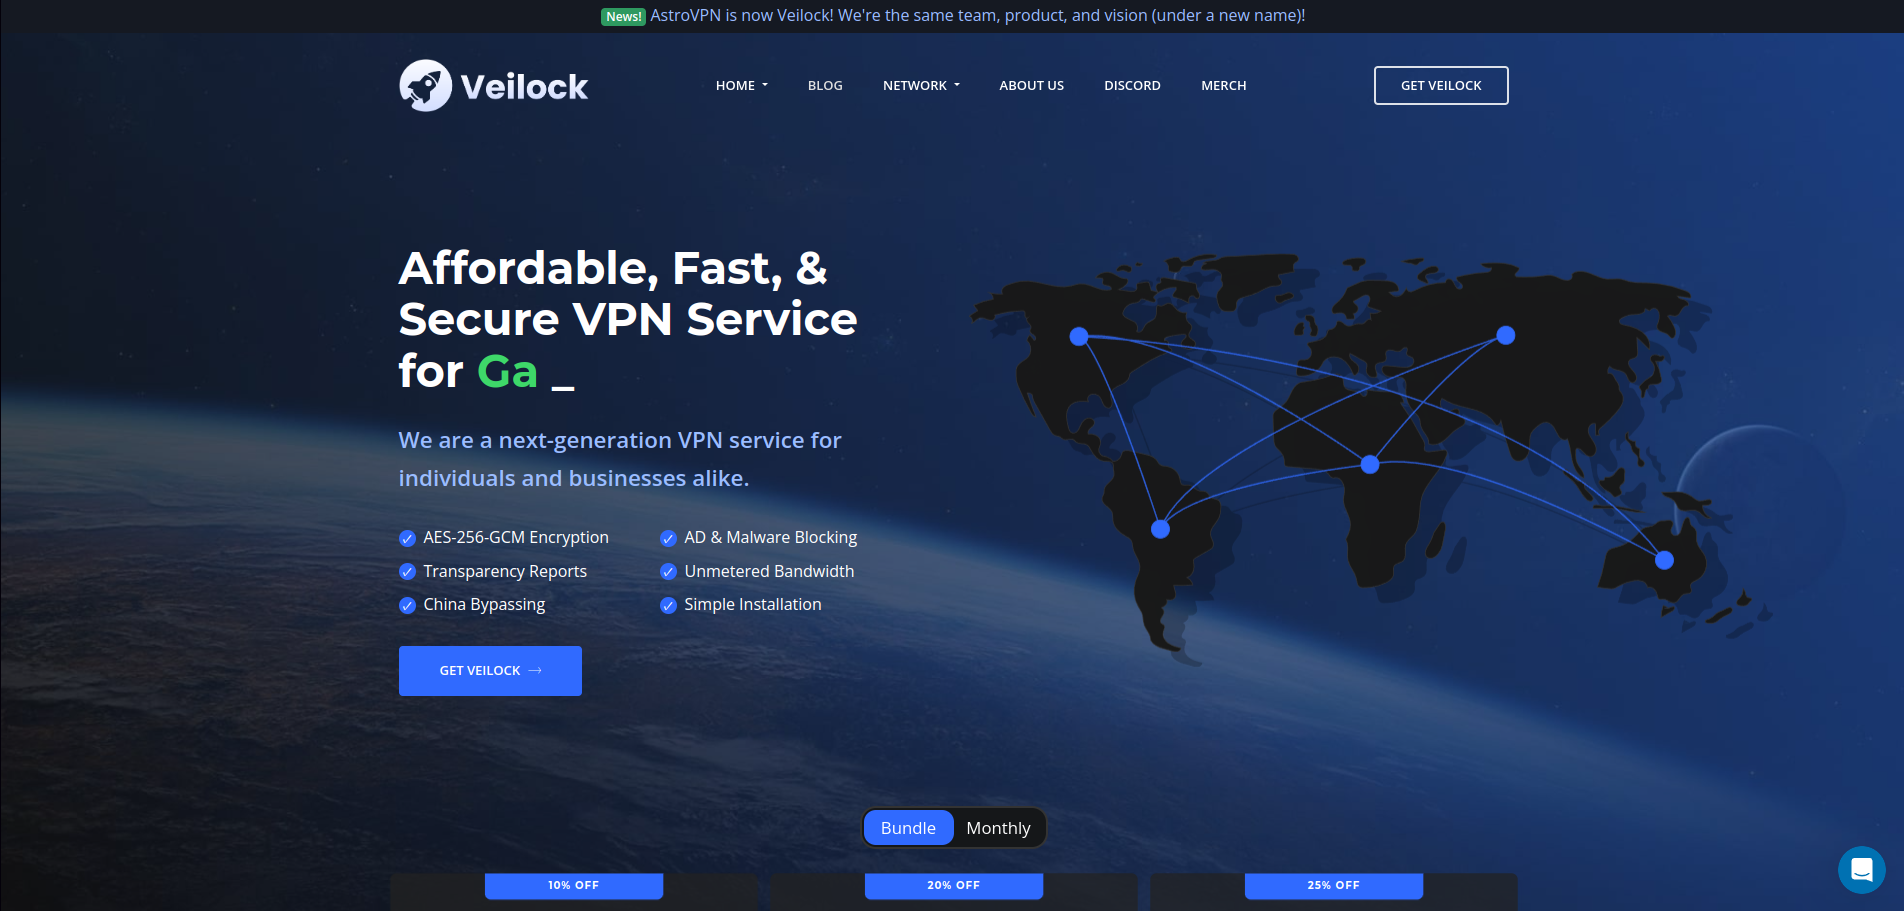 News! AstroVPN is now Veilock! We're the same team, product, and vision (under a new name)!
Veilock
HOME
BLOG
NETWORK
ABOUT US
DISCORD
MERCH
GET VEILOCK
Affordable, Fast, &
Secure VPN Service
for Ga _
We are a next-generation VPN service for
individuals and businesses alike.
AES-256-GCM Encryption
AD & Malware Blocking
Transparency Reports
Unmetered Bandwidth
China Bypassing
Simple Installation
GET VEILOCK →
Bundle
Monthly
10% OFF
20% OFF
25% OFF